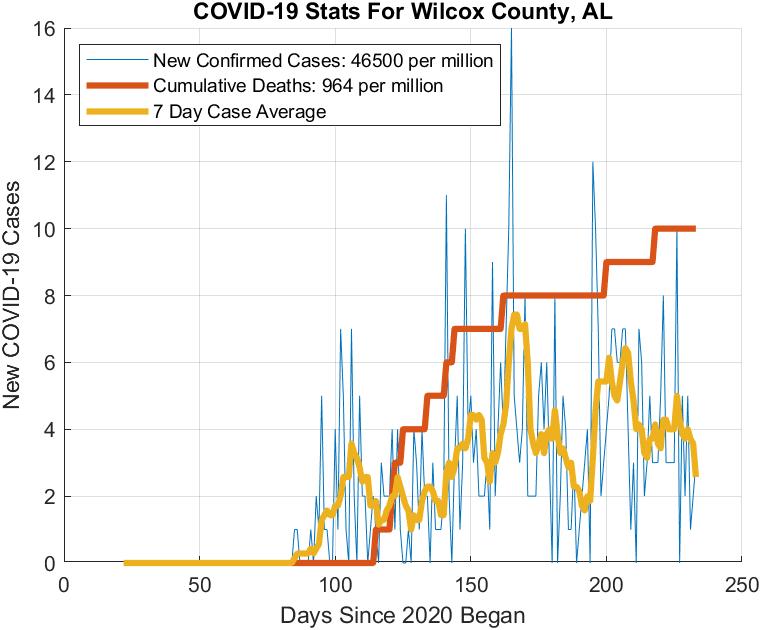 COVID-19 Stats For Wilcox County, AL
New Confirmed Cases: 46500 per million
Cumulative Deaths: 964 per million
7 Day Case Average
New COVID-19 Cases
16
14
12
10
8
6
4
2
0
0 50 100 150 200 250
Days Since 2020 Began